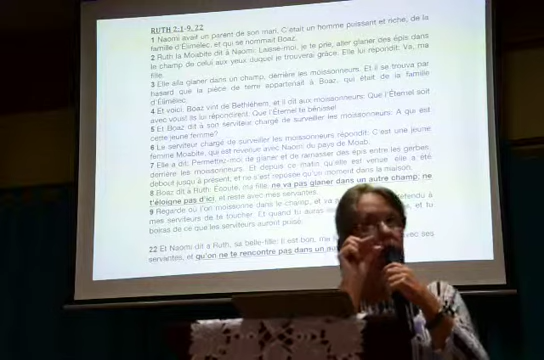 RUTH 2:1-9, 22
1 Naomi avait un parent de son mari. C'était un homme puissant et riche, de la
famille d'Élimélec, et qui se nommait Boaz.
2 Ruth la Moabite dit à Naomi: Laisse-moi, je te prie, aller glaner des épis dans
le champ de celui aux yeux duquel je trouverai grâce. Elle lui répondit: Va, ma
fille.
3 Elle alla glaner dans un champ, derrière les moissonneurs. Et il se trouva par
hasard que la pièce de terre appartenait à Boaz, qui était de la famille
d'Élimélec.
4 Et voici, Boaz vint de Bethléhem, et il dit aux moissonneurs: Que l'Éternel soit
avec vous! Ils lui répondirent: Que l'Éternel te bénisse!
5 Et Boaz dit à son serviteur chargé de surveiller les moissonneurs: A qui est
cette jeune femme?
6 Le serviteur chargé de surveiller les moissonneurs répondit: C'est une jeune
femme Moabite, qui est revenue avec Naomi du pays de Moab.
7 Elle a dit: Permettez-moi de glaner et de ramasser des épis entre les gerbes,
derrière les moissonneurs. Et depuis ce matin qu'elle est venue, elle a été
debout jusqu'à présent, et ne s'est reposée qu'un moment dans la maison.
8 Boaz dit à Ruth: Écoute, ma fille, ne va pas glaner dans un autre champ; ne
t'éloigne pas d'ici, et reste avec mes servantes.
9 Regarde où l'on moissonne dans le champ, et va
mes serviteurs de te toucher. Et quand tu auras et tu
boiras de ce que les serviteurs auront puisé.
22 Et Naomi dit à Ruth, sa belle-fille: Il est bon, ma avec ses
servantes, et qu'on ne te rencontre pas dans un